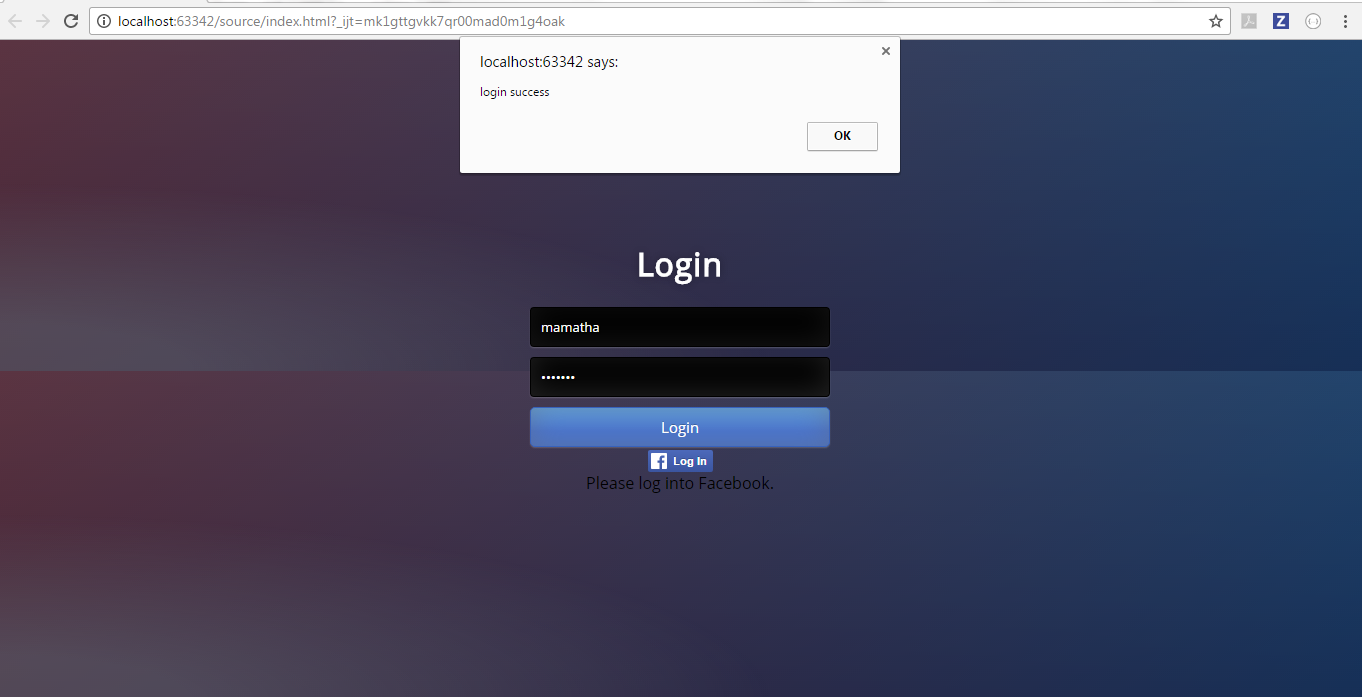 localhost:63342/source/index.html?_ijt=mk1gttgvkk7qr00mad0m1g4oak
Z
localhost:63342 says:
login success
OK
Login
mamatha
•••••••
Login
f Log In
Please log into Facebook.